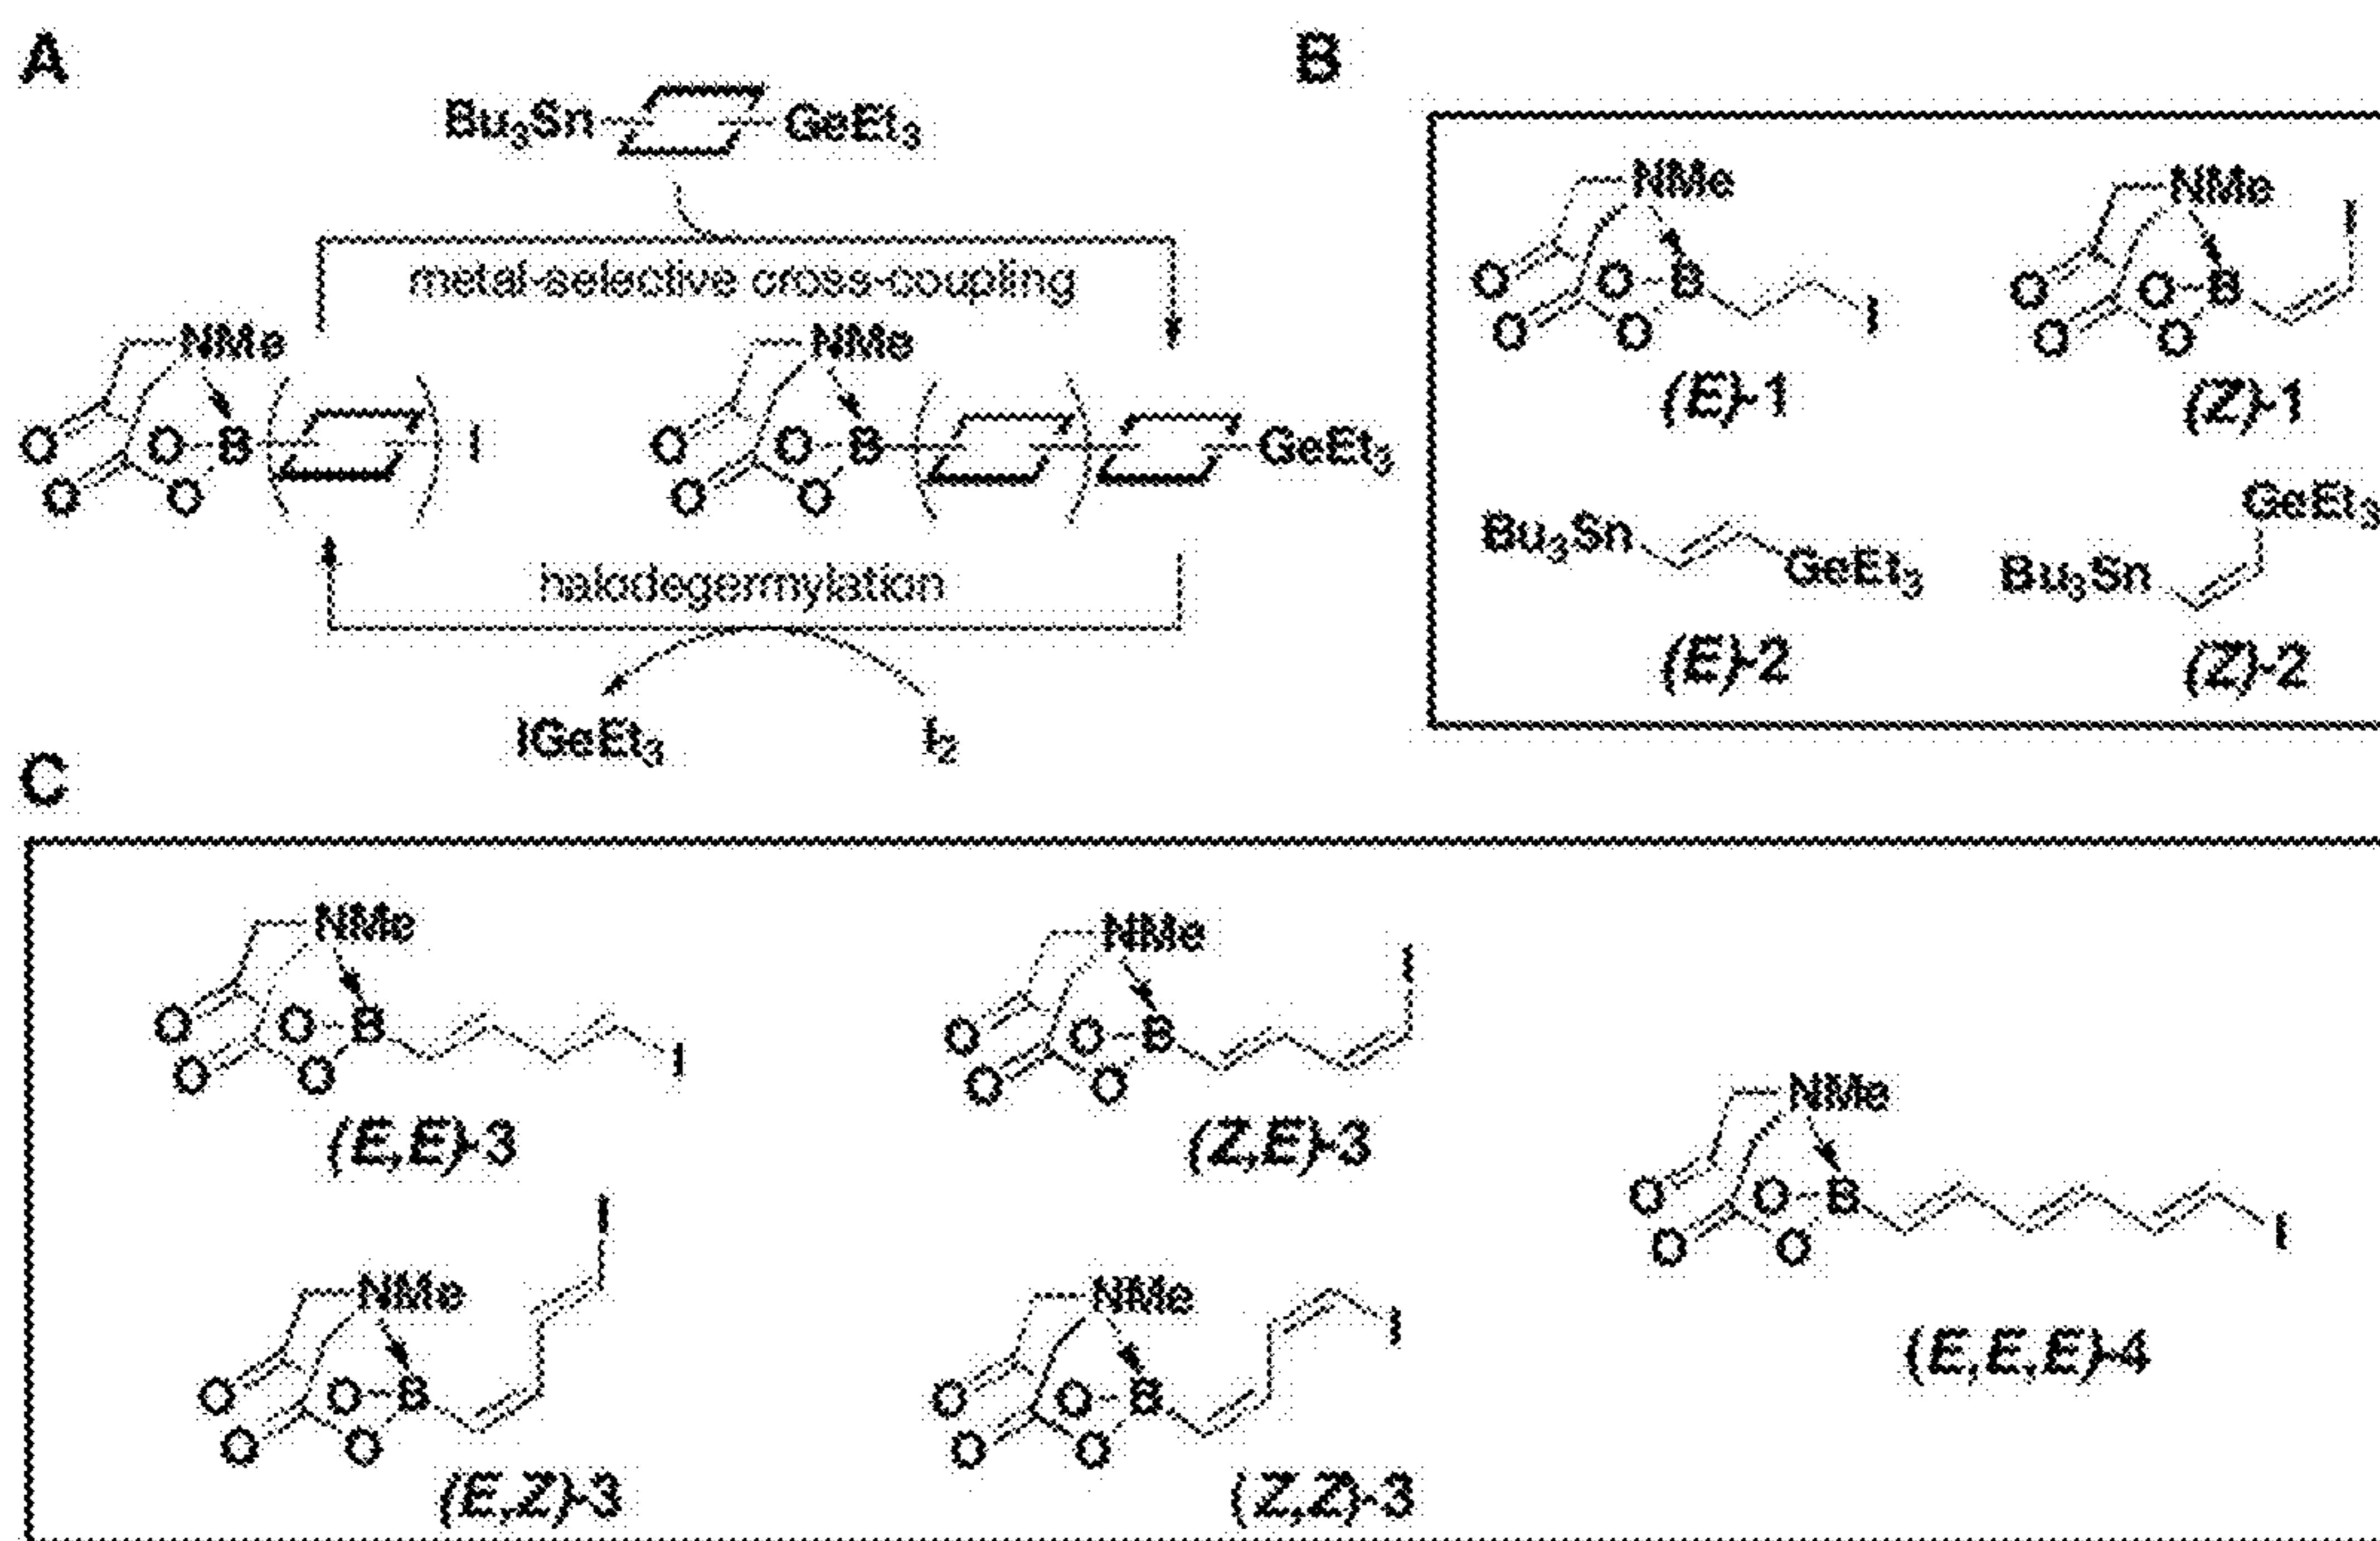 A
B
Bu3Sn GeEt3
metal-selective cross-coupling
NMe
O O B I
O O
NMe
O O B GeEt3
O O
halodegermylation
IGeEt3 I2
NMe
O O B
O O I
(E)-1
NMe I
O O B
O O
(Z)-1
Bu3Sn GeEt3
(E)-2
GeEt3
Bu3Sn
(Z)-2
C
NMe
O O B
O O I
(E,E)-3
NMe I
O O B
O O
(Z,E)-3
I
NMe
O O B
O O
(E,Z)-3
NMe
I
O O B
O O
(Z,Z)-3
NMe
O O B
O O I
(E,E,E)-4